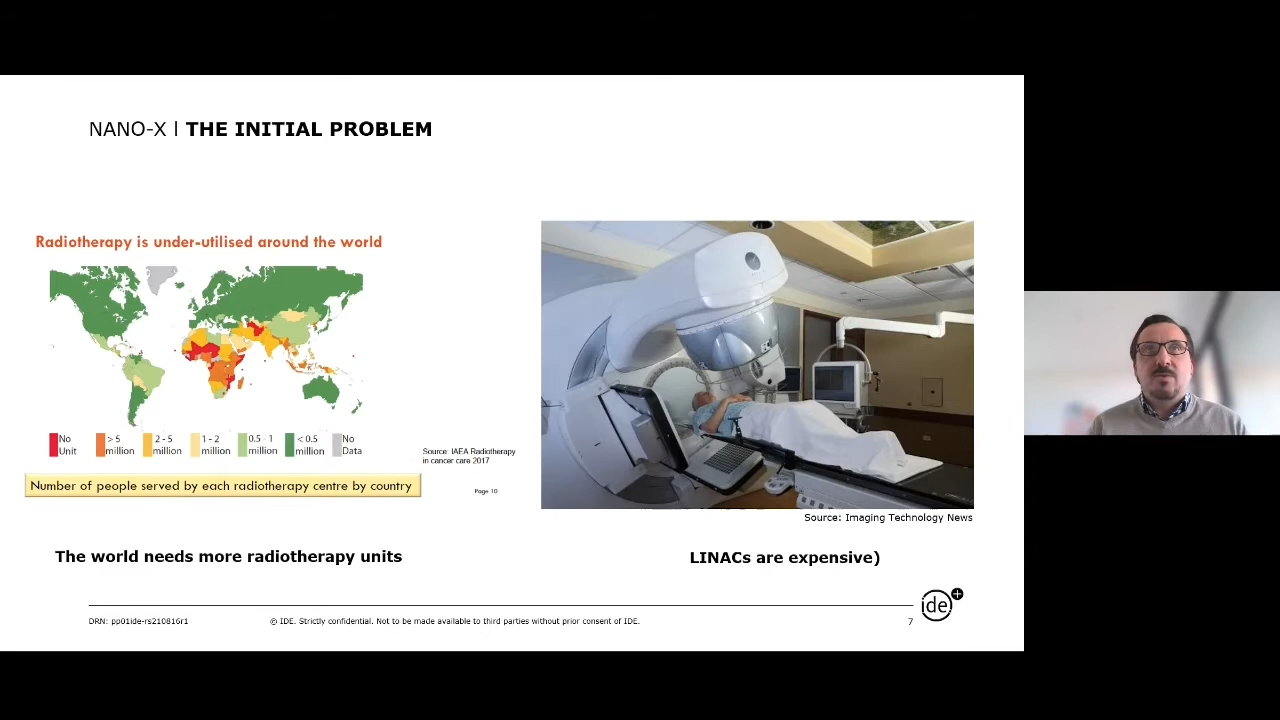 NANO-X l THE INITIAL PROBLEM
Radiotherapy is under-utilised around the world
No Unit
> 5 million
2 - 5 million
1 - 2 million
0.5 - 1 million
< 0.5 million
No Data
Source: IAEA Radiotherapy
in cancer care 2017
Number of people served by each radiotherapy centre by country
Page 10
Source: Imaging Technology News
The world needs more radiotherapy units
LINACs are expensive)
ide+
DRN: pp01ide-rs210816r1
© IDE. Strictly confidential. Not to be made available to third parties without prior consent of IDE.
7